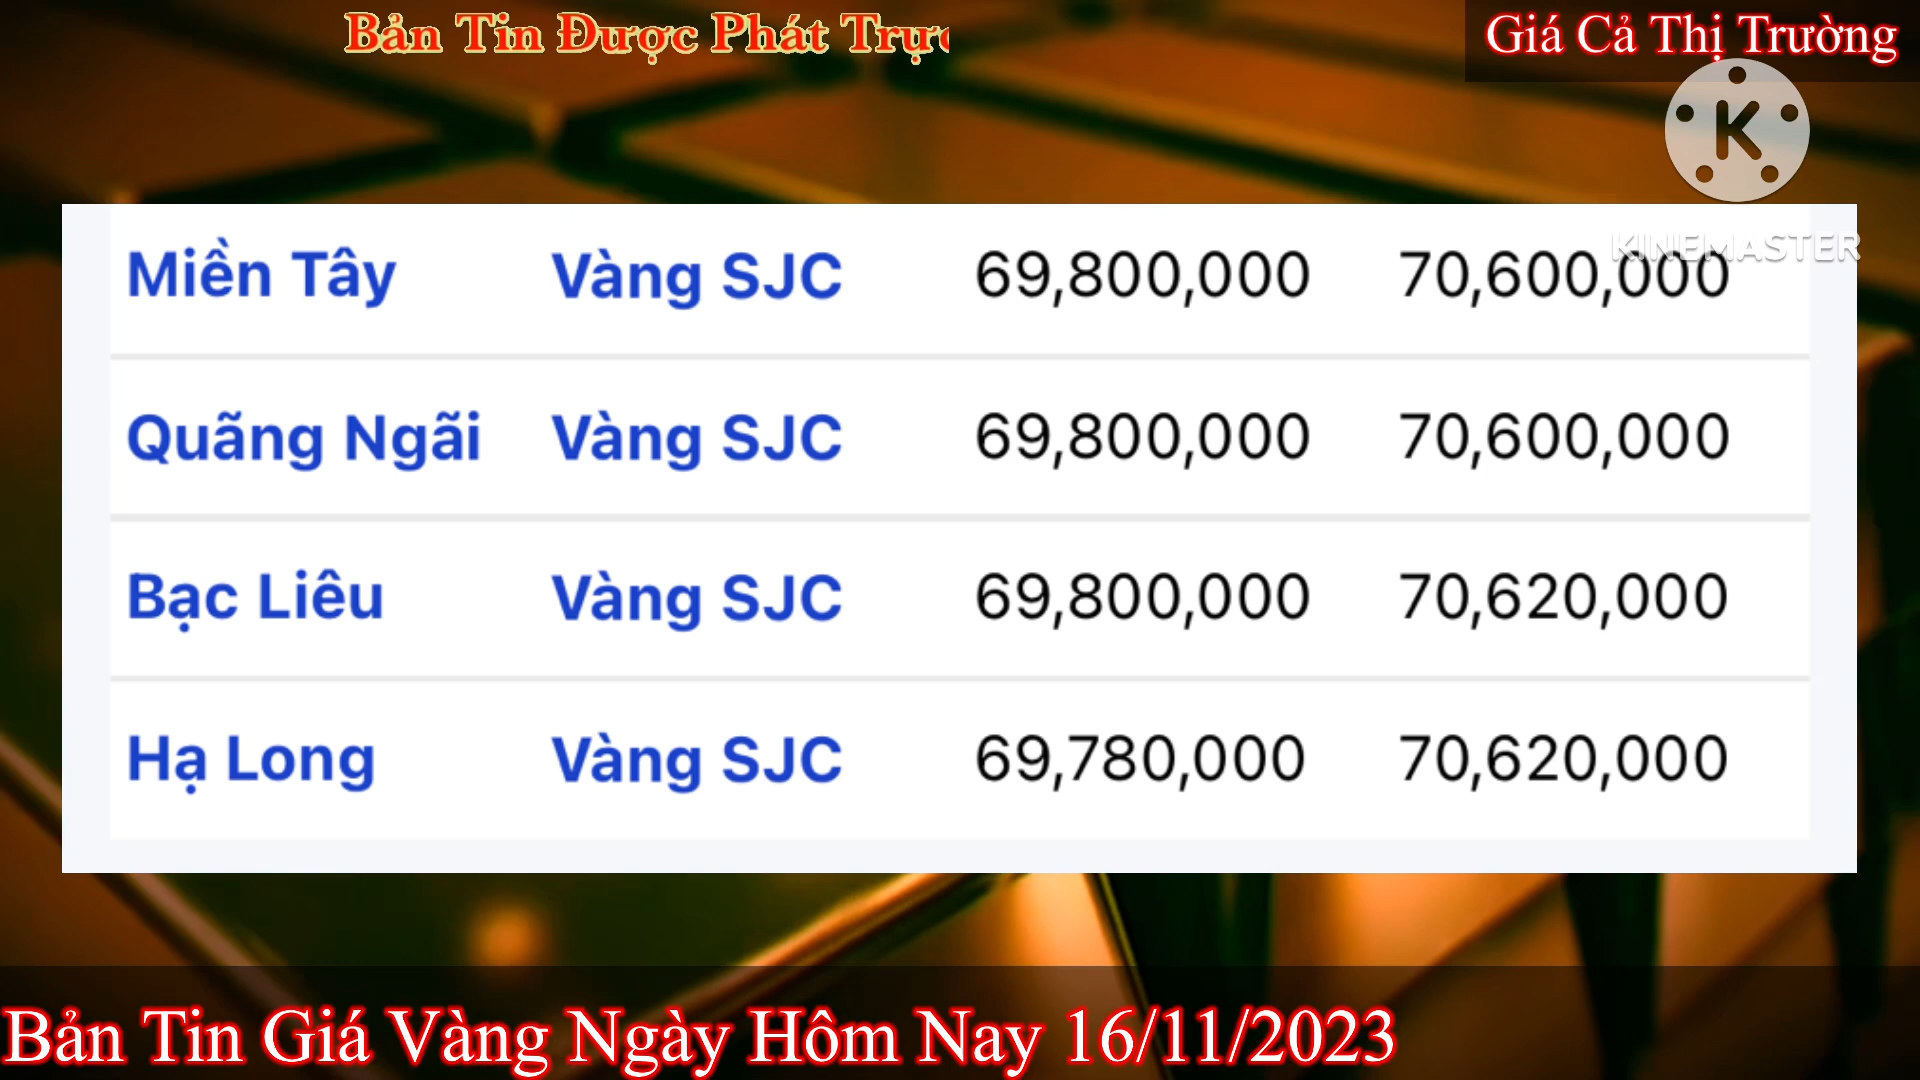 Bản Tin Được Phát
Giá Cả Thị Trường
K
KINEMASTER
Miền Tây Vàng SJC 69,800,000 70,600,000
Quãng Ngãi Vàng SJC 69,800,000 70,600,000
Bạc Liêu Vàng SJC 69,800,000 70,620,000
Hạ Long Vàng SJC 69,780,000 70,620,000
Bản Tin Giá Vàng Ngày Hôm Nay 16/11/2023